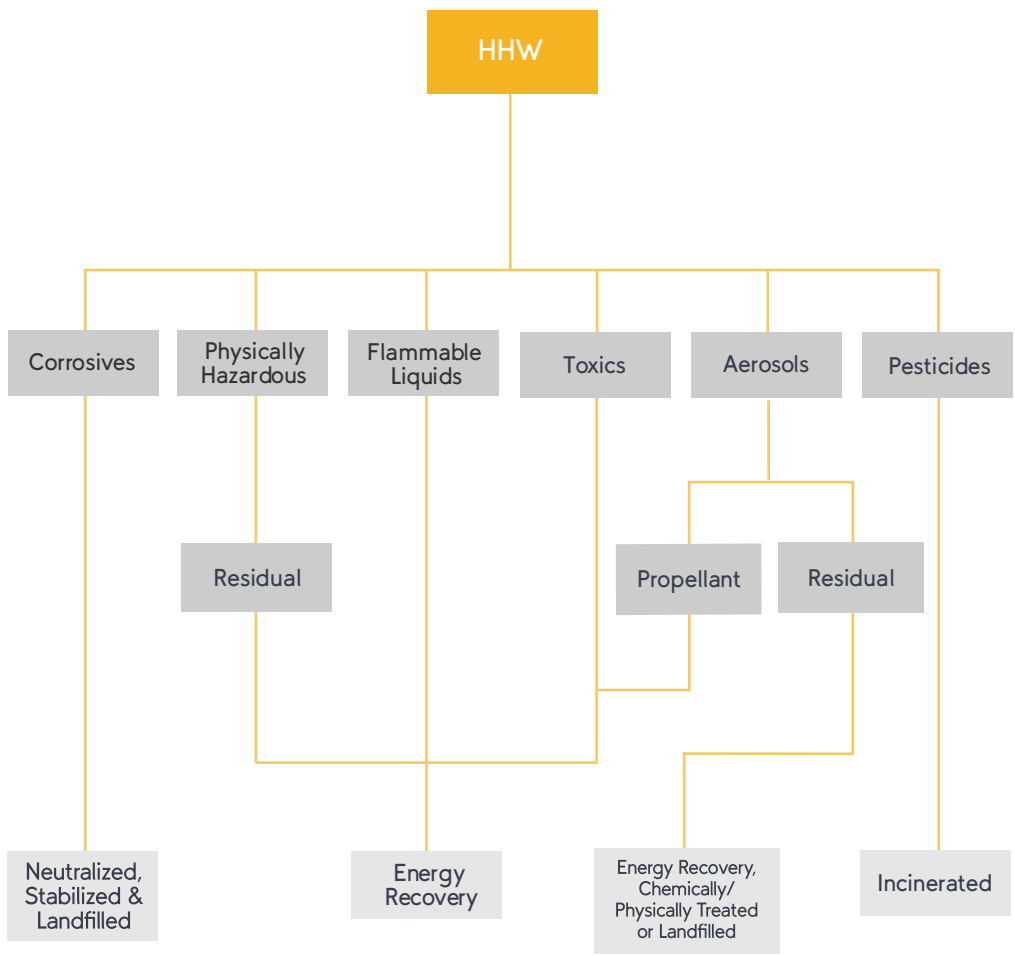 HHW
Corrosives
Physically
Hazardous
Flammable
Liquids
Toxics
Aerosols
Pesticides
Residual
Propellant
Residual
Neutralized,
Stabilized &
Landfilled
Energy
Recovery
Energy Recovery,
Chemically/
Physically Treated
or Landfilled
Incinerated